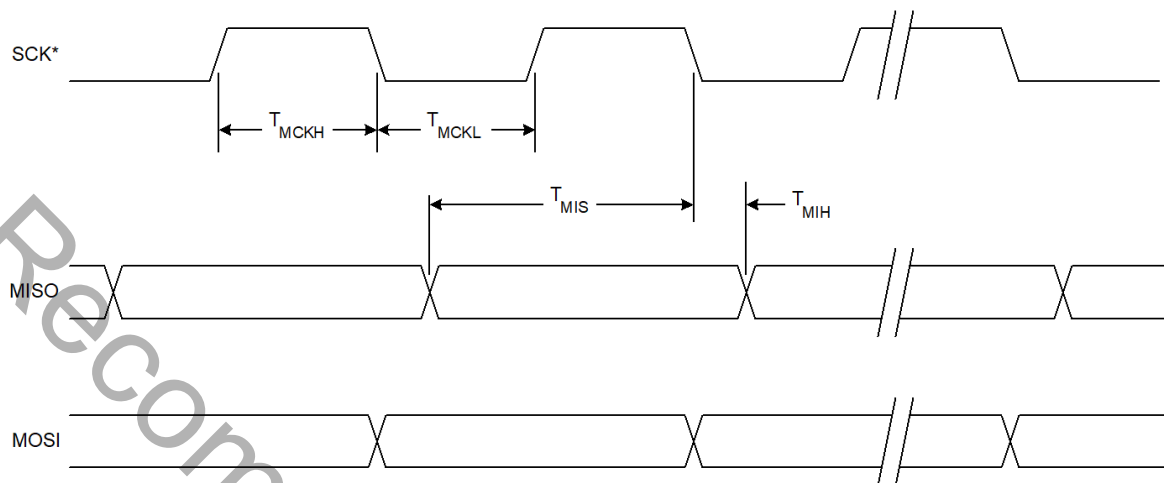 SCK*
TMCKH
TMCKL
TMIS
TMIH
MISO
MOSI
Recom